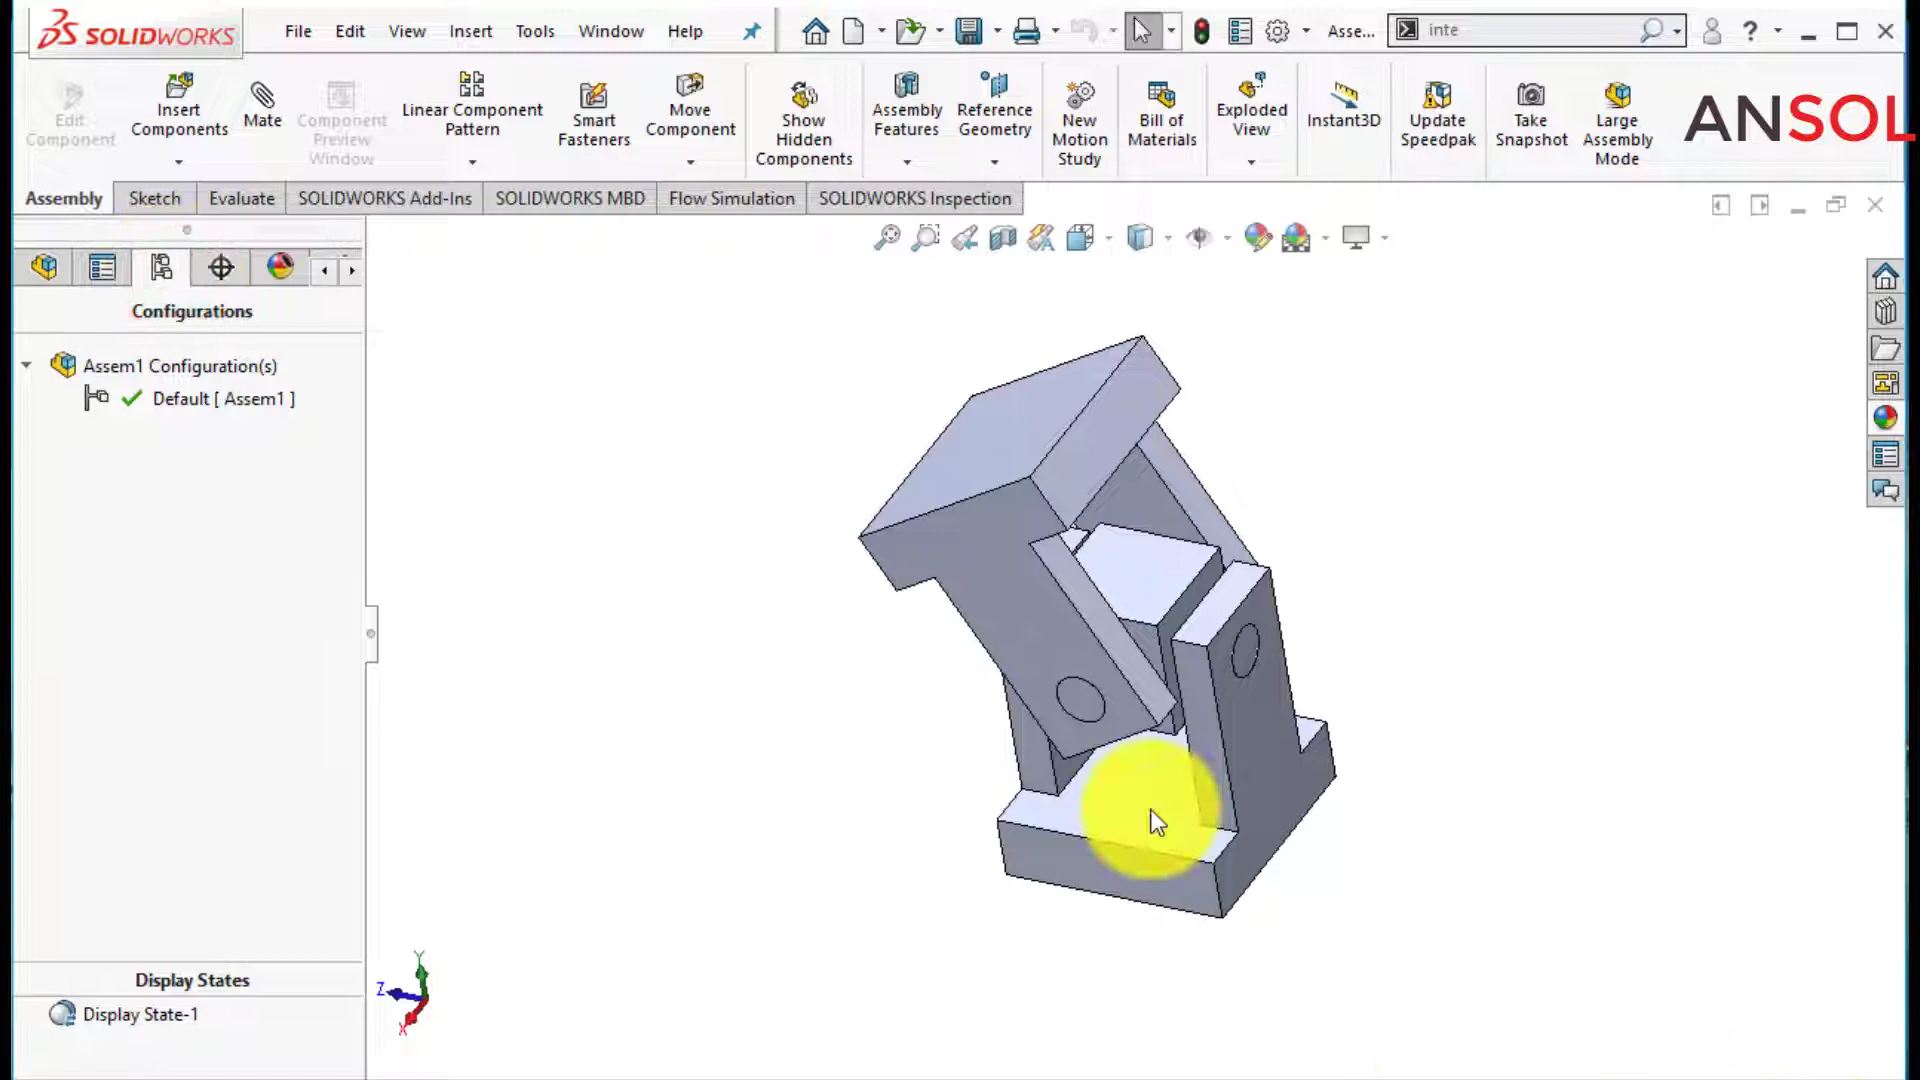 SOLIDWORKS File Edit View Insert Tools Window Help Asse... inte ?
Edit Component
Insert Components
Mate
Component Preview Window
Linear Component Pattern
Smart Fasteners
Move Component
Show Hidden Components
Assembly Features
Reference Geometry
New Motion Study
Bill of Materials
Exploded View
Instant3D
Update Speedpak
Take Snapshot
Large Assembly Mode
ANSOL
Assembly Sketch Evaluate SOLIDWORKS Add-Ins SOLIDWORKS MBD Flow Simulation SOLIDWORKS Inspection
Configurations
Assem1 Configuration(s)
Default [ Assem1 ]
Y
Z
X
Display States
Display State-1